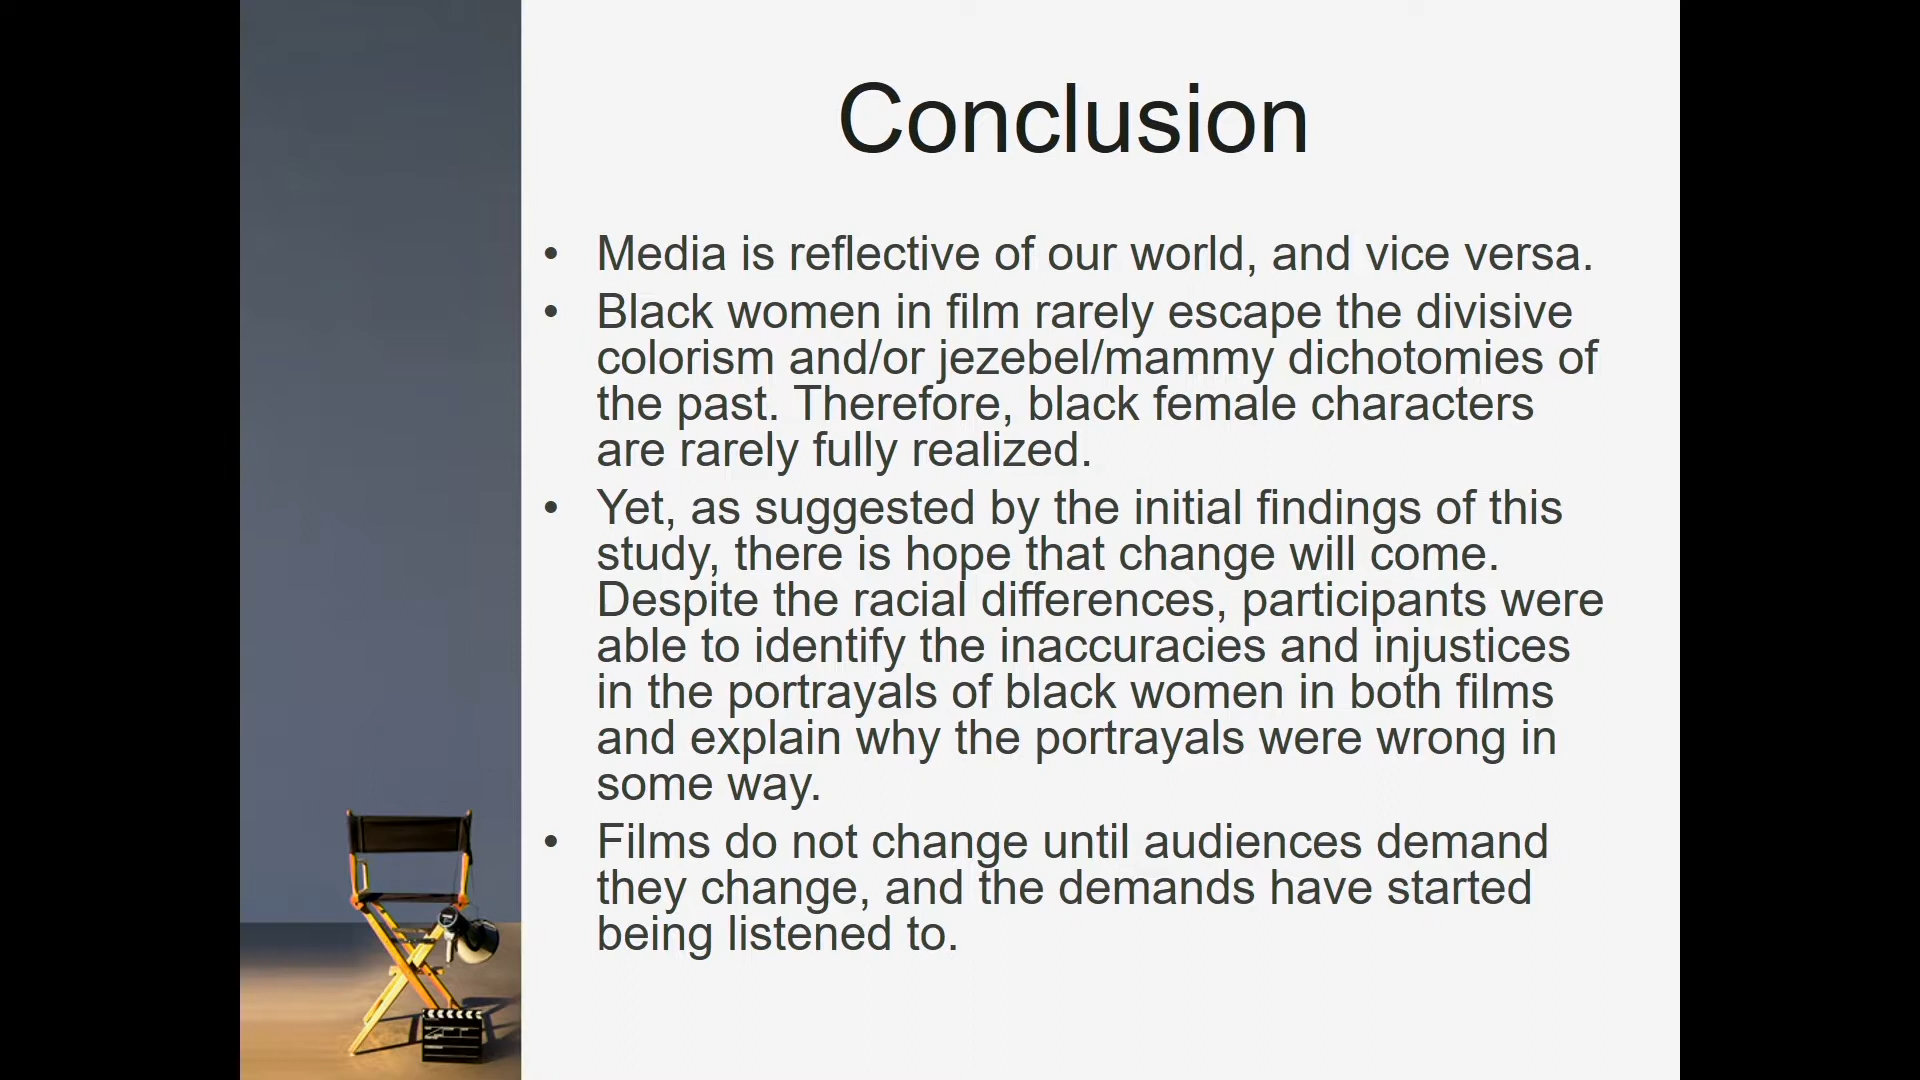 Conclusion
• Media is reflective of our world, and vice versa.
• Black women in film rarely escape the divisive
colorism and/or jezebel/mammy dichotomies of
the past. Therefore, black female characters
are rarely fully realized.
• Yet, as suggested by the initial findings of this
study, there is hope that change will come.
Despite the racial differences, participants were
able to identify the inaccuracies and injustices
in the portrayals of black women in both films
and explain why the portrayals were wrong in
some way.
• Films do not change until audiences demand
they change, and the demands have started
being listened to.